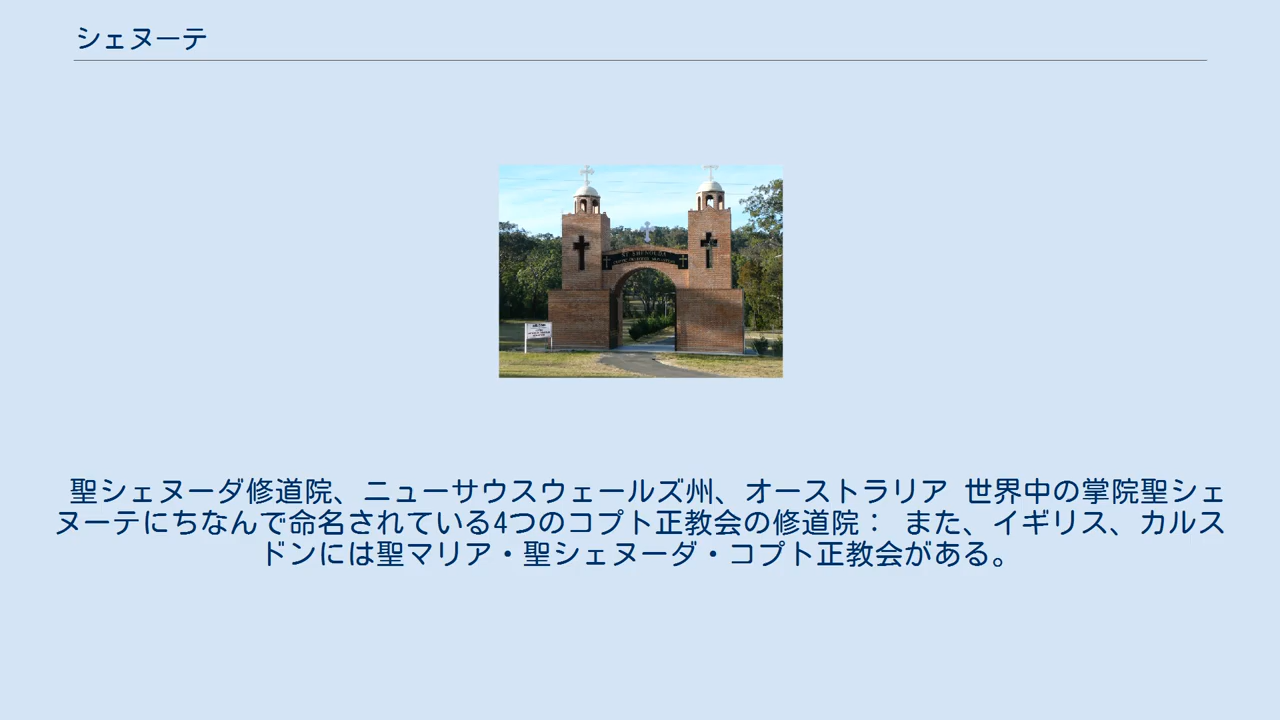 シェヌーテ
ST SHENOUDA
聖シェヌーダ修道院、ニューサウスウェールズ州、オーストラリア 世界中の掌院聖シェ
ヌーテにちなんで命名されている4つのコプト正教会の修道院： また、イギリス、カルス
ドンには聖マリア・聖シェヌーダ・コプト正教会がある。